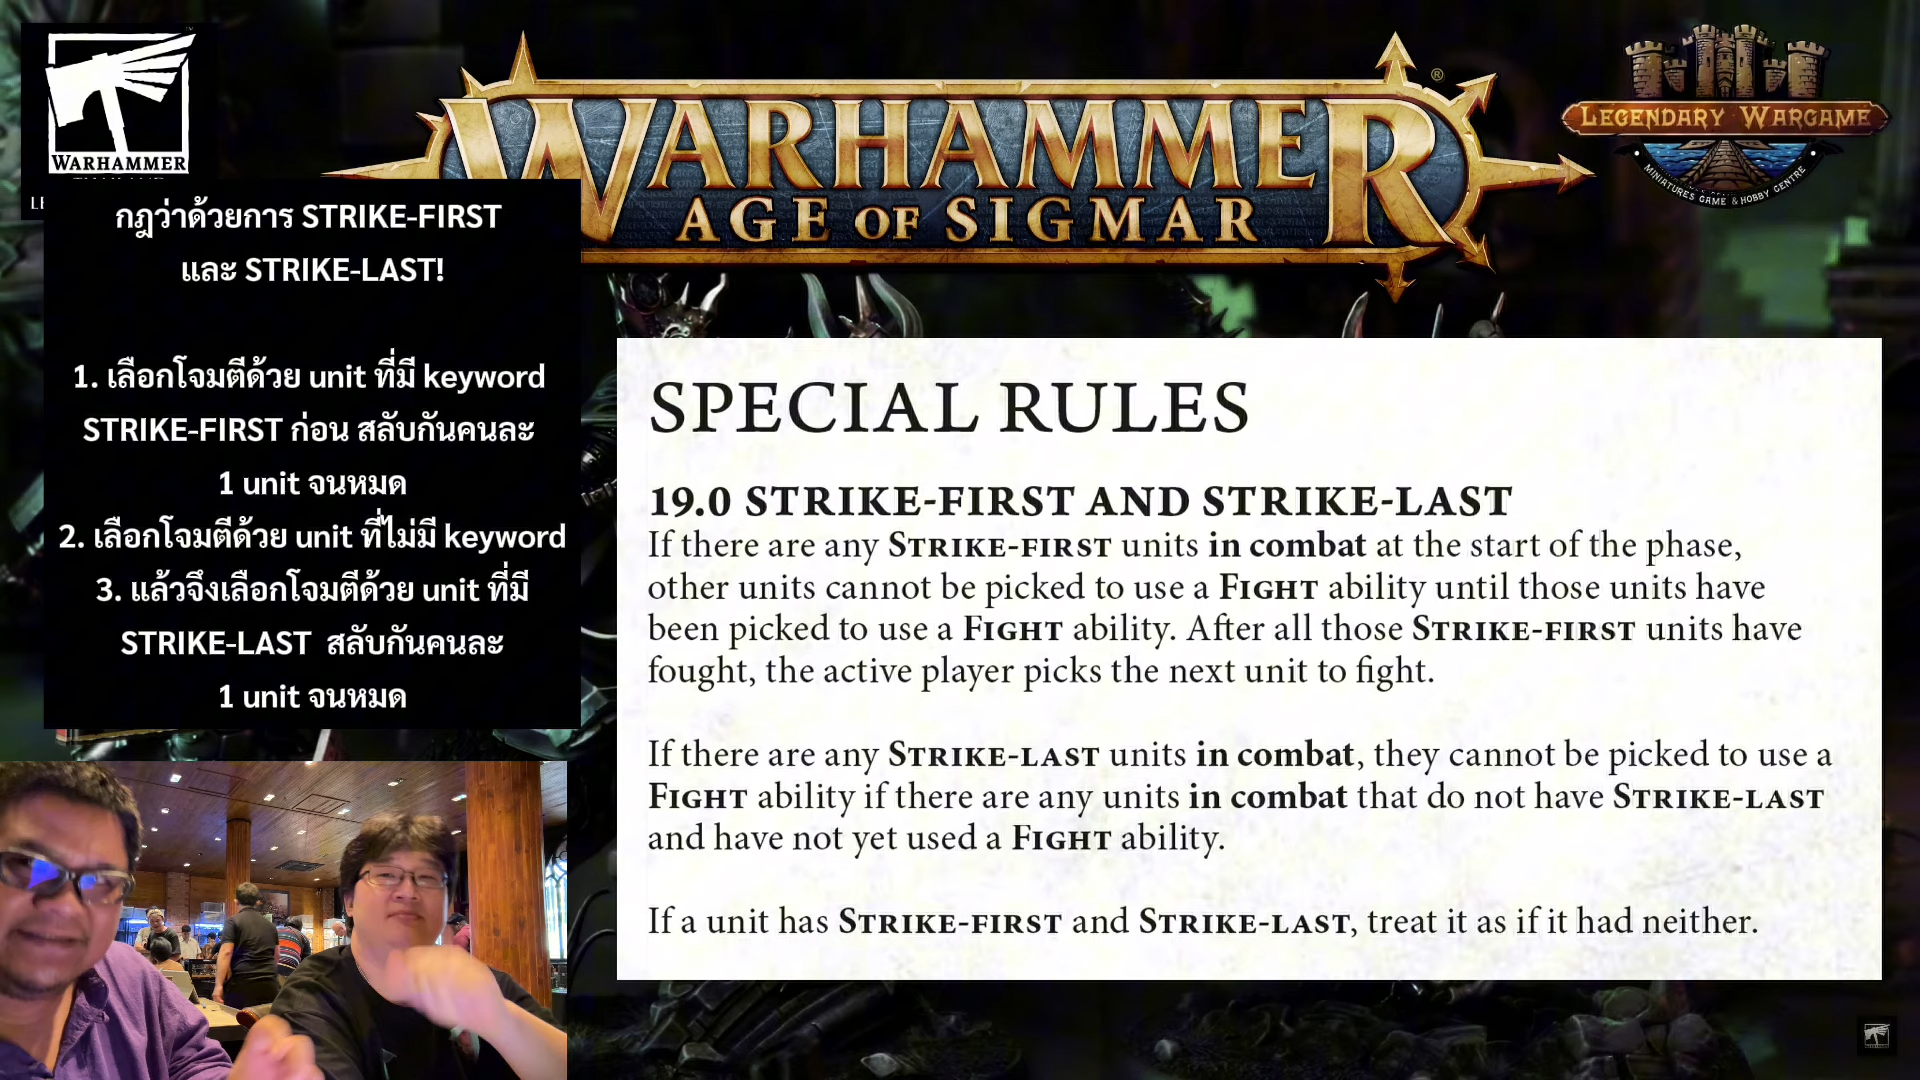 WARHAMMER
WARHAMMER
®
AGE OF SIGMAR
LEGENDARY WARGAME
MINIATURES GAME & HOBBY CENTRE
กฎว่าด้วยการ STRIKE-FIRST
และ STRIKE-LAST!
1. เลือกโจมตีด้วย unit ที่มี keyword
STRIKE-FIRST ก่อน สลับกันคนละ
1 unit จนหมด
2. เลือกโจมตีด้วย unit ที่ไม่มี keyword
3. แล้วจึงเลือกโจมตีด้วย unit ที่มี
STRIKE-LAST สลับกันคนละ
1 unit จนหมด
SPECIAL RULES
19.0 STRIKE-FIRST AND STRIKE-LAST
If there are any STRIKE-FIRST units in combat at the start of the phase,
other units cannot be picked to use a FIGHT ability until those units have
been picked to use a FIGHT ability. After all those STRIKE-FIRST units have
fought, the active player picks the next unit to fight.
If there are any STRIKE-LAST units in combat, they cannot be picked to use a
FIGHT ability if there are any units in combat that do not have STRIKE-LAST
and have not yet used a FIGHT ability.
If a unit has STRIKE-FIRST and STRIKE-LAST, treat it as if it had neither.